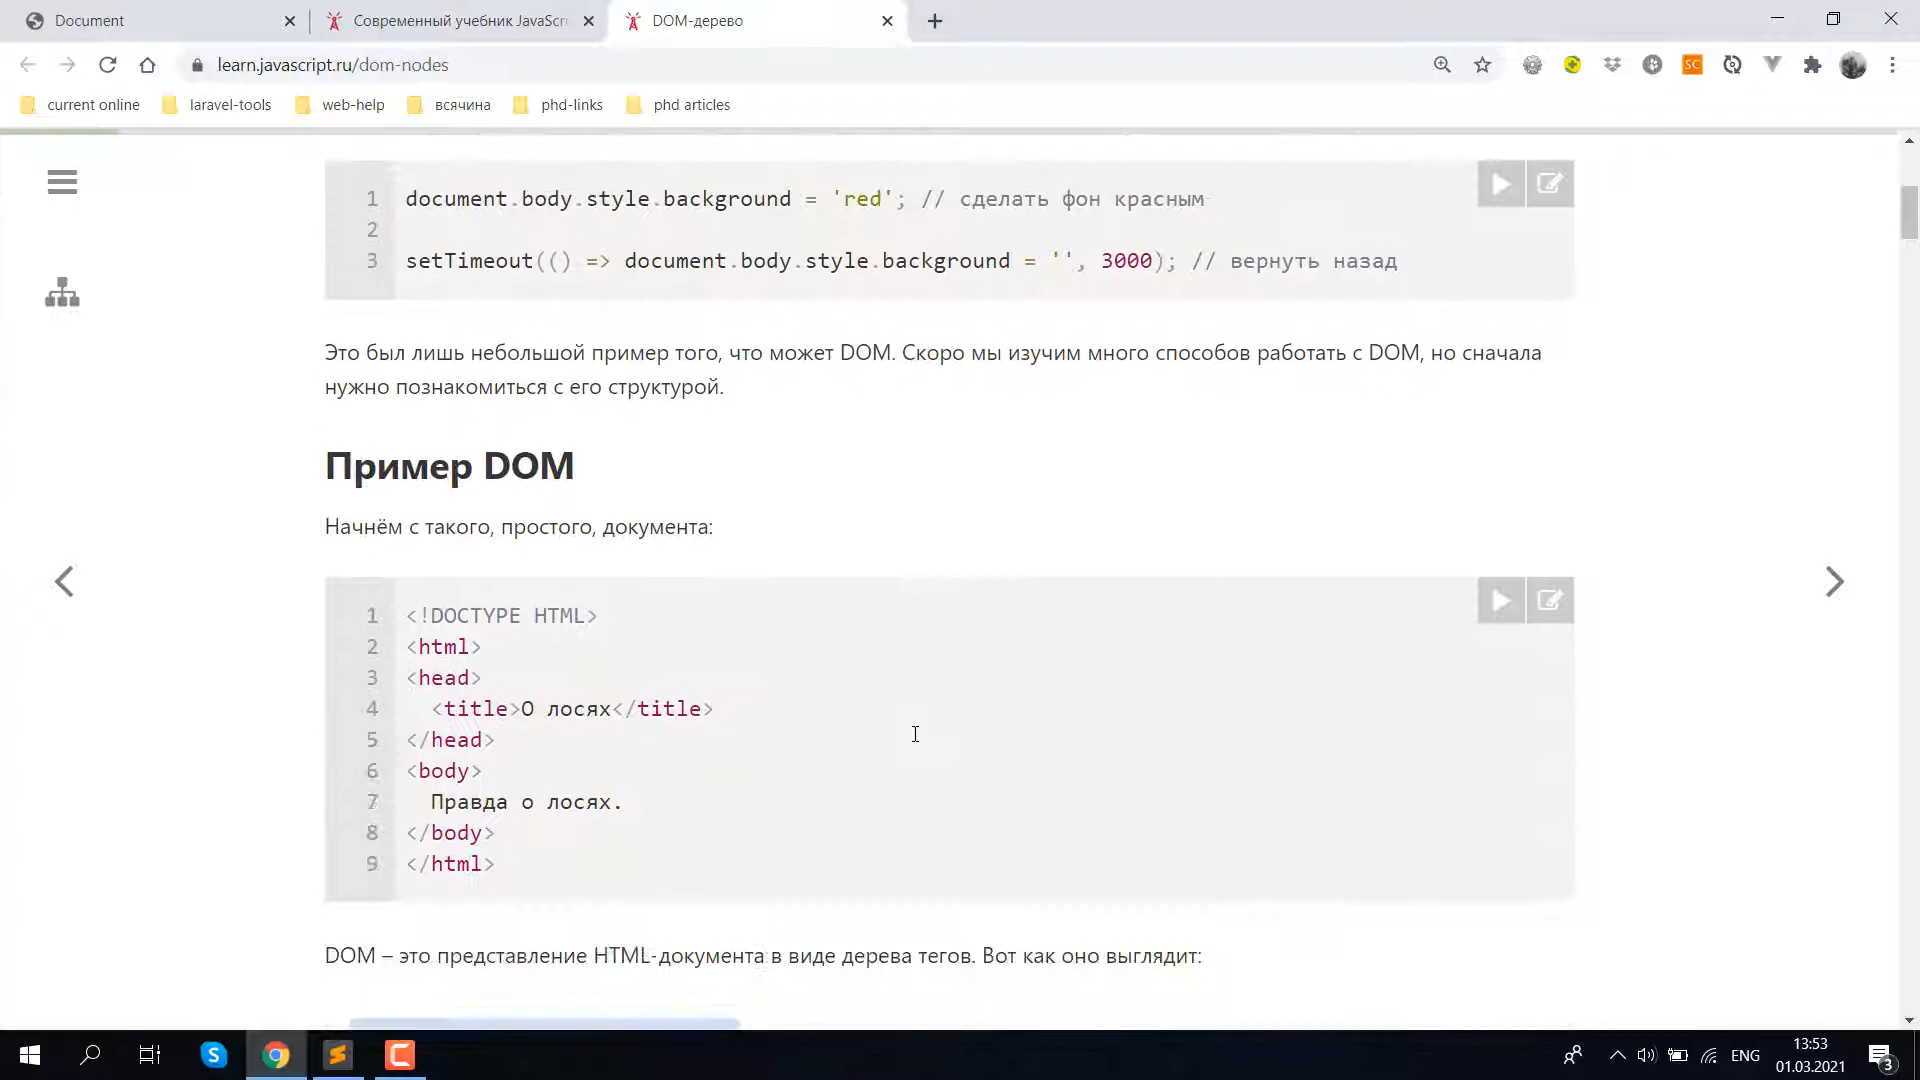 Document
Современный учебник JavaScr
DOM-дерево
learn.javascript.ru/dom-nodes
SC
current online
laravel-tools
web-help
всячина
phd-links
phd articles
1 document.body.style.background = 'red'; // сделать фон красным
2
3 setTimeout(() => document.body.style.background = '', 3000); // вернуть назад
Это был лишь небольшой пример того, что может DOM. Скоро мы изучим много способов работать с DOM, но сначала
нужно познакомиться с его структурой.
Пример DOM
Начнём с такого, простого, документа:
1 <!DOCTYPE HTML>
2 <html>
3 <head>
4 <title>О лосях</title>
5 </head>
6 <body>
7 Правда о лосях.
8 </body>
9 </html>
DOM – это представление HTML-документа в виде дерева тегов. Вот как оно выглядит:
ENG
13:53
01.03.2021
3